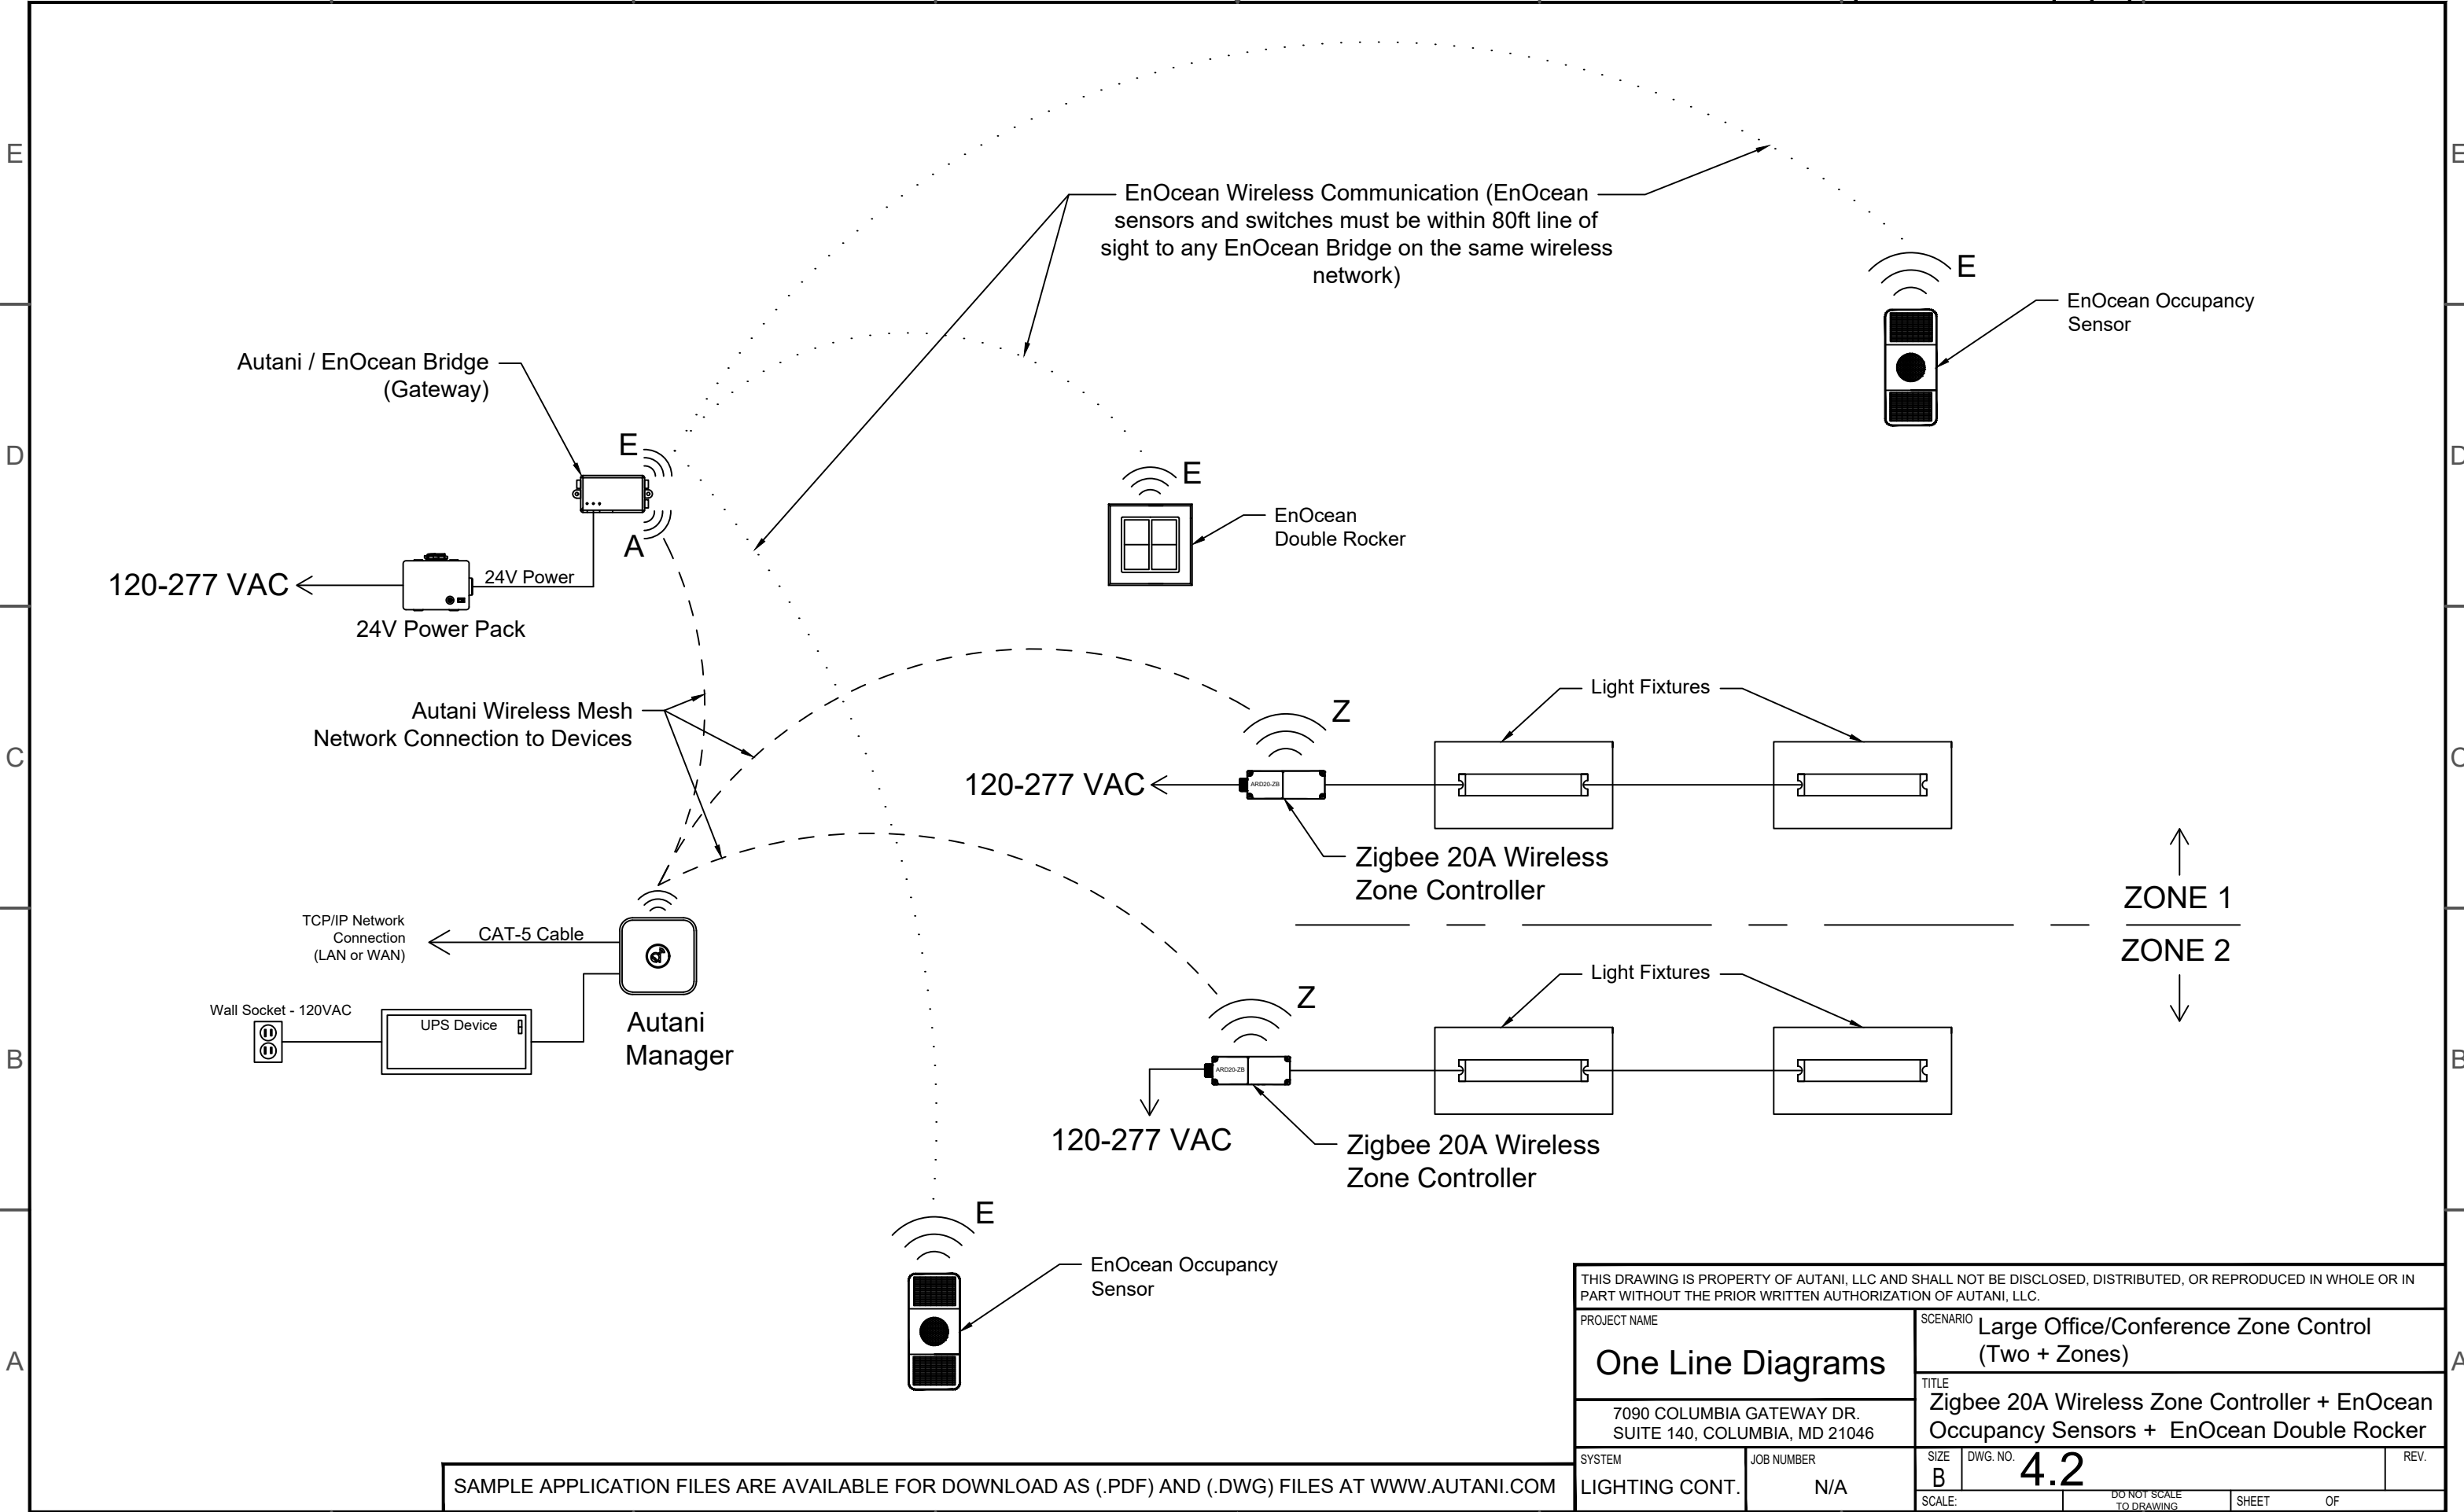 E
E
EnOcean Wireless Communication (EnOcean
sensors and switches must be within 80ft line of
sight to any EnOcean Bridge on the same wireless
network)
E
EnOcean Occupancy
Sensor
Autani / EnOcean Bridge
(Gateway)
E
D
D
E
EnOcean
Double Rocker
A
24V Power
120-277 VAC
24V Power Pack
Light Fixtures
Autani Wireless Mesh
Network Connection to Devices
Z
C
C
120-277 VAC
ARD20-ZB
Zigbee 20A Wireless
Zone Controller
ZONE 1
ZONE 2
TCP/IP Network
Connection
(LAN or WAN)
CAT-5 Cable
Light Fixtures
Z
Wall Socket - 120VAC
UPS Device
Autani
Manager
B
B
ARD20-ZB
120-277 VAC
Zigbee 20A Wireless
Zone Controller
E
EnOcean Occupancy
Sensor
A
A
THIS DRAWING IS PROPERTY OF AUTANI, LLC AND SHALL NOT BE DISCLOSED, DISTRIBUTED, OR REPRODUCED IN WHOLE OR IN
PART WITHOUT THE PRIOR WRITTEN AUTHORIZATION OF AUTANI, LLC.
PROJECT NAME
One Line Diagrams
SCENARIO
Large Office/Conference Zone Control
(Two + Zones)
TITLE
Zigbee 20A Wireless Zone Controller + EnOcean
Occupancy Sensors + EnOcean Double Rocker
7090 COLUMBIA GATEWAY DR.
SUITE 140, COLUMBIA, MD 21046
SYSTEM
LIGHTING CONT.
JOB NUMBER
N/A
SIZE
B
DWG. NO.
4.2
REV.
SCALE:
DO NOT SCALE
TO DRAWING
SHEET OF
SAMPLE APPLICATION FILES ARE AVAILABLE FOR DOWNLOAD AS (.PDF) AND (.DWG) FILES AT WWW.AUTANI.COM